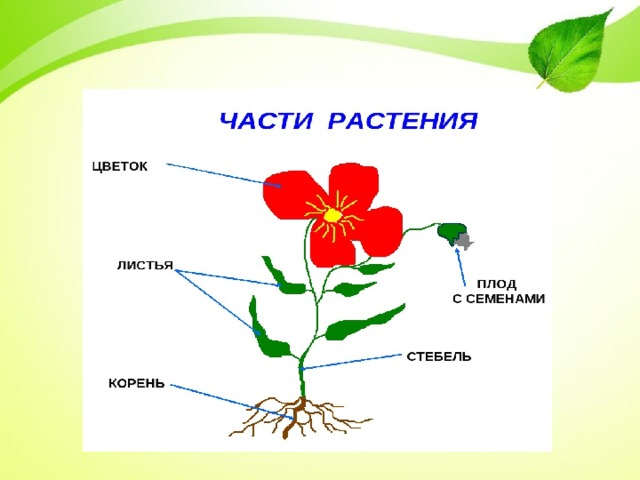 ЧАСТИ РАСТЕНИЯ
ЦВЕТОК
ЛИСТЬЯ
ПЛОД
С СЕМЕНАМИ
СТЕБЕЛЬ
КОРЕНЬ